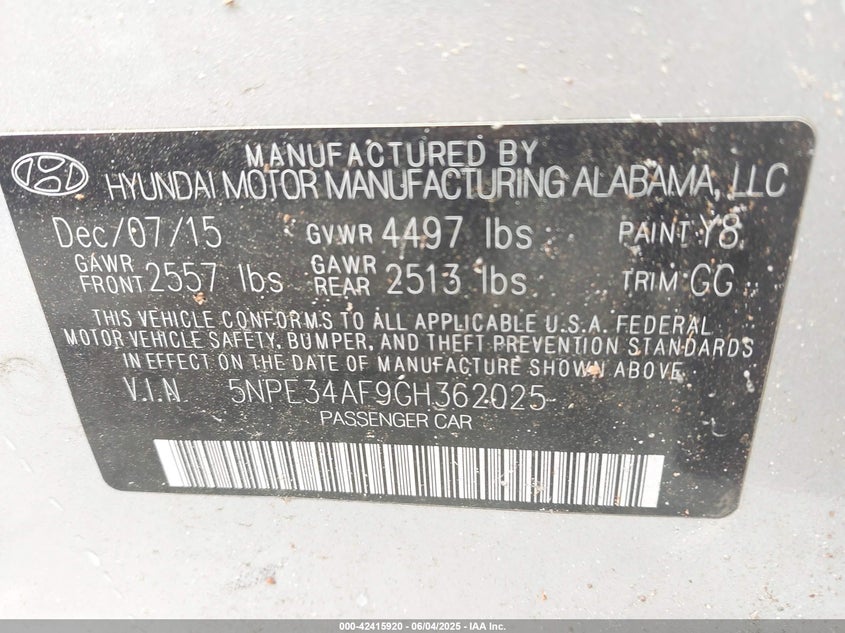 MANUFACTURED BY
HYUNDAI MOTOR MANUFACTURING ALABAMA, LLC
Dec/07/15 GVWR 4497 lbs PAINT Y8
GAWR FRONT 2557 lbs GAWR REAR 2513 lbs TRIM GG
THIS VEHICLE CONFORMS TO ALL APPLICABLE U.S.A. FEDERAL
MOTOR VEHICLE SAFETY, BUMPER, AND THEFT PREVENTION STANDARDS
IN EFFECT ON THE DATE OF MANUFACTURE SHOWN ABOVE.
V.I.N. 5NPE34AF9GH362025
PASSENGER CAR
000-42415920 - 06/04/2025 - IAA Inc.